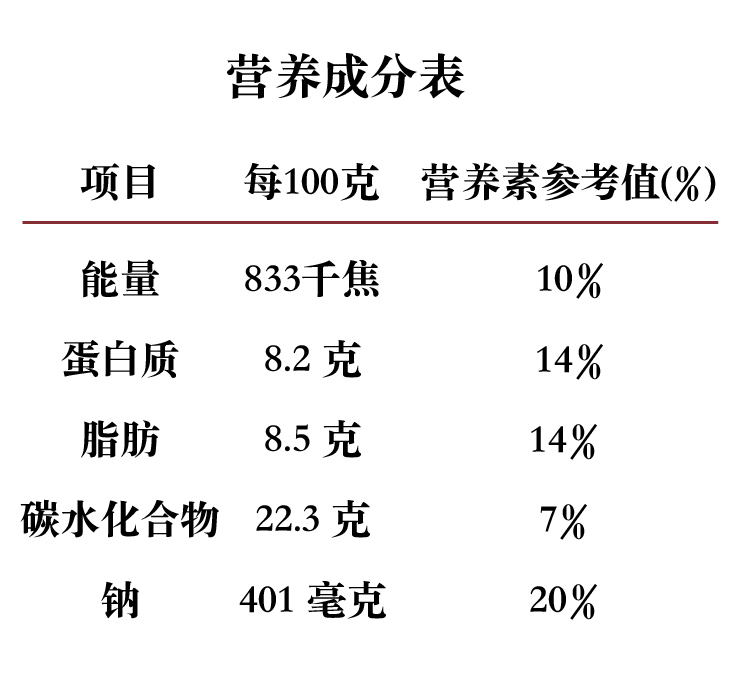 营养成分表
项目 每100克 营养素参考值(%)
能量 833千焦 10%
蛋白质 8.2 克 14%
脂肪 8.5 克 14%
碳水化合物 22.3 克 7%
钠 401 毫克 20%